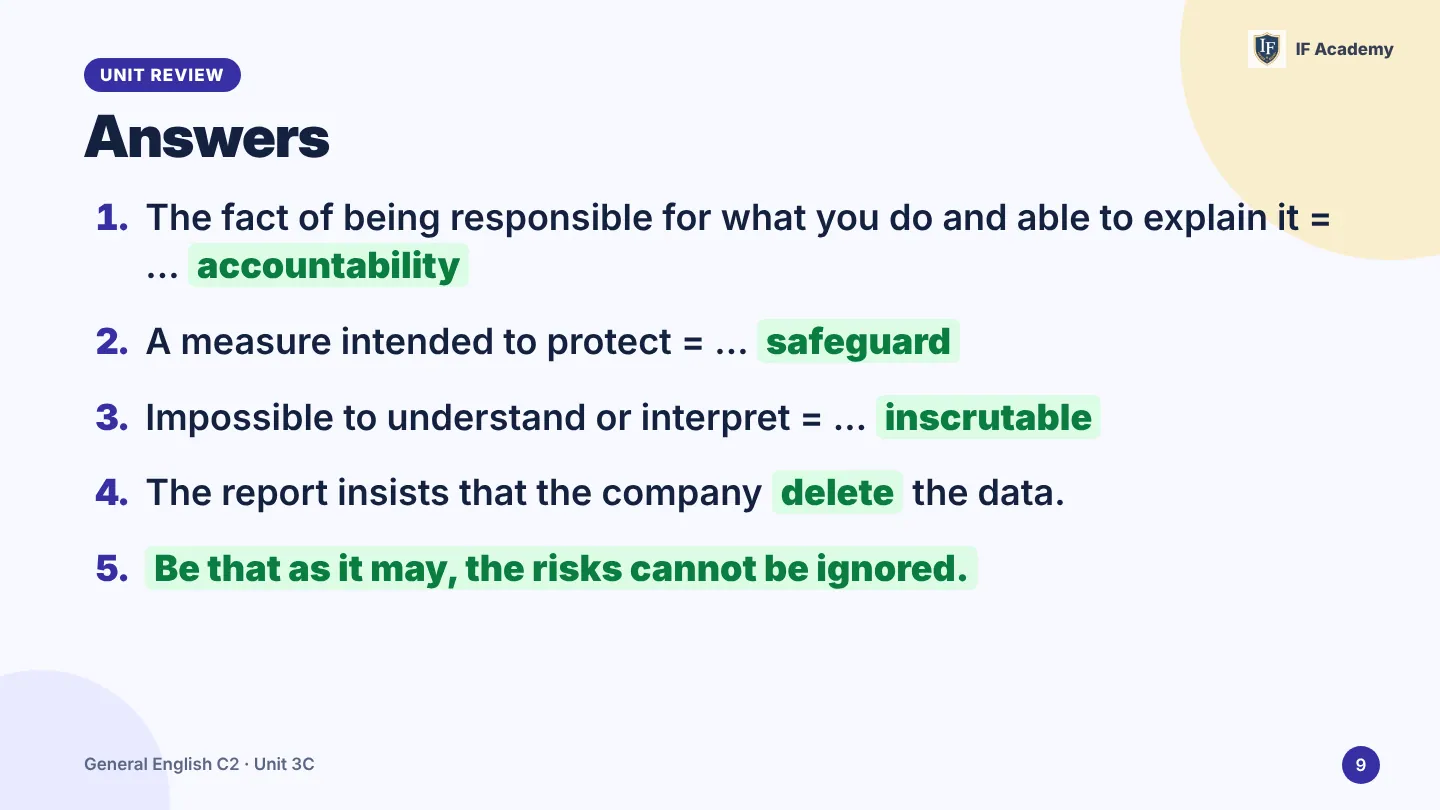 IF IF Academy
UNIT REVIEW
Answers
1. The fact of being responsible for what you do and able to explain it =
... accountability
2. A measure intended to protect = ... safeguard
3. Impossible to understand or interpret = ... inscrutable
4. The report insists that the company delete the data.
5. Be that as it may, the risks cannot be ignored.
General English C2 · Unit 3C
9